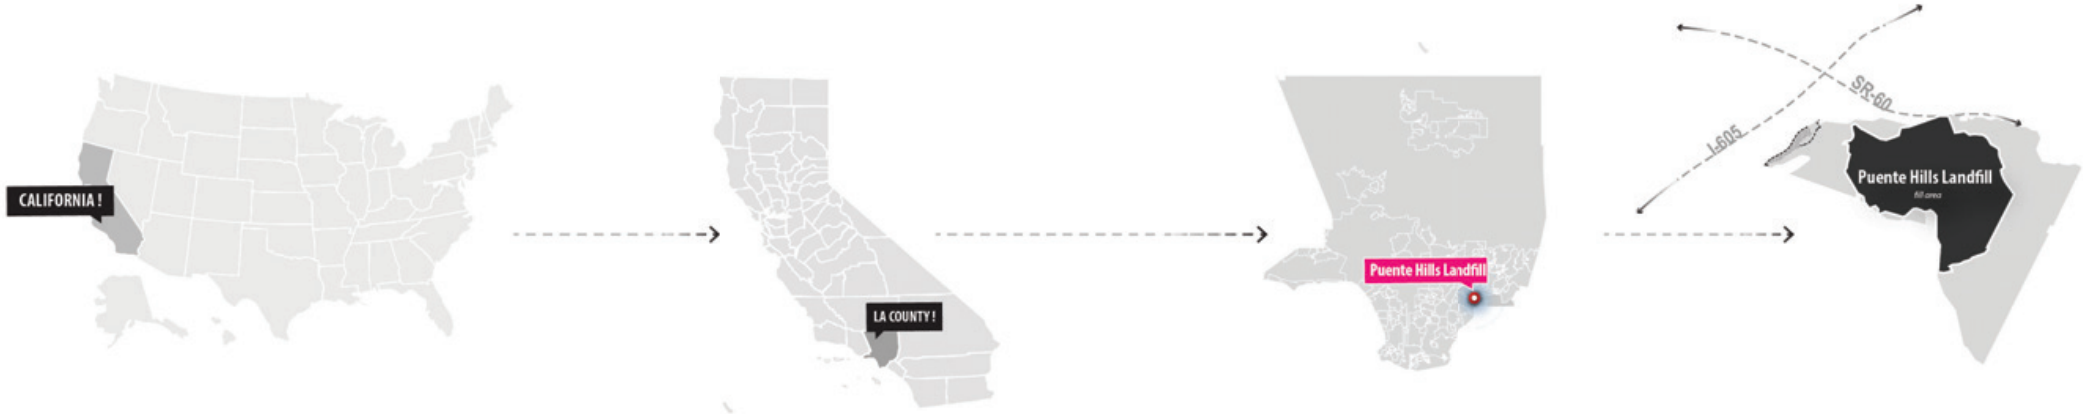 CALIFORNIA !
LA COUNTY !
Puente Hills Landfill
I-605
SR-60
Puente Hills Landfill
fill area